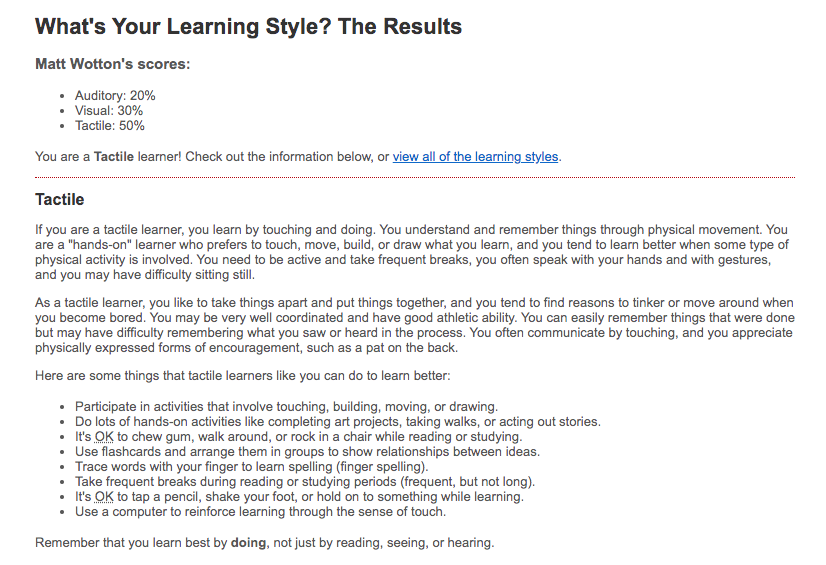 What's Your Learning Style? The Results
Matt Wotton's scores:
• Auditory: 20%
• Visual: 30%
• Tactile: 50%
You are a Tactile learner! Check out the information below, or view all of the learning styles.
Tactile
If you are a tactile learner, you learn by touching and doing. You understand and remember things through physical movement. You
are a "hands-on" learner who prefers to touch, move, build, or draw what you learn, and you tend to learn better when some type of
physical activity is involved. You need to be active and take frequent breaks, you often speak with your hands and with gestures,
and you may have difficulty sitting still.
As a tactile learner, you like to take things apart and put things together, and you tend to find reasons to tinker or move around when
you become bored. You may be very well coordinated and have good athletic ability. You can easily remember things that were done
but may have difficulty remembering what you saw or heard in the process. You often communicate by touching, and you appreciate
physically expressed forms of encouragement, such as a pat on the back.
Here are some things that tactile learners like you can do to learn better:
• Participate in activities that involve touching, building, moving, or drawing.
• Do lots of hands-on activities like completing art projects, taking walks, or acting out stories.
• It's OK to chew gum, walk around, or rock in a chair while reading or studying.
• Use flashcards and arrange them in groups to show relationships between ideas.
• Trace words with your finger to learn spelling (finger spelling).
• Take frequent breaks during reading or studying periods (frequent, but not long).
• It's OK to tap a pencil, shake your foot, or hold on to something while learning.
• Use a computer to reinforce learning through the sense of touch.
Remember that you learn best by doing, not just by reading, seeing, or hearing.